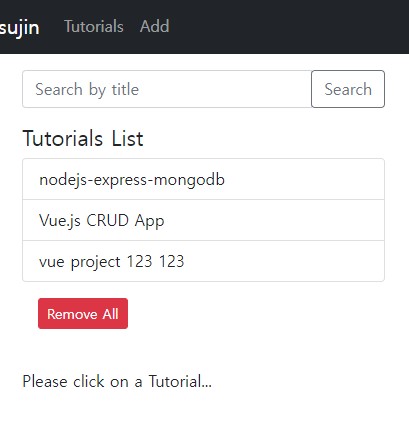 sujin Tutorials Add
Search by title Search
Tutorials List
nodejs-express-mongodb
Vue.js CRUD App
vue project 123 123
Remove All
Please click on a Tutorial...